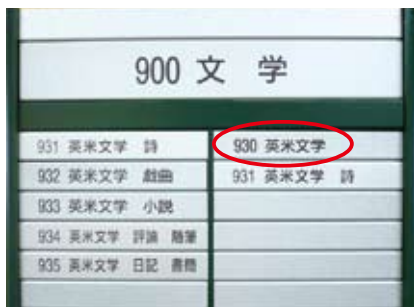 900 文 学
931 英米文学 詩
932 英米文学 戯曲
933 英米文学 小説
934 英米文学 評論 随筆
935 英米文学 日記 書簡
930 英米文学
931 英米文学 詩